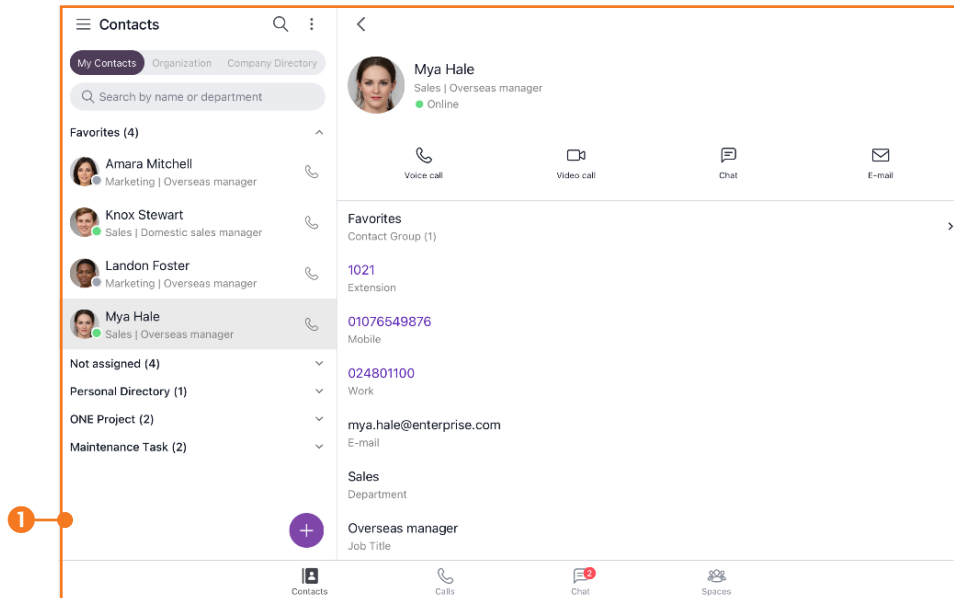 Contacts
My Contacts Organization Company Directory
Search by name or department
Favorites (4)
Amara Mitchell
Marketing | Overseas manager
Knox Stewart
Sales | Domestic sales manager
Landon Foster
Marketing | Overseas manager
Mya Hale
Sales | Overseas manager
Not assigned (4)
Personal Directory (1)
ONE Project (2)
Maintenance Task (2)
1
Mya Hale
Sales | Overseas manager
Online
Voice call Video call Chat E-mail
Favorites
Contact Group (1)
1021
Extension
01076549876
Mobile
024801100
Work
mya.hale@enterprise.com
E-mail
Sales
Department
Overseas manager
Job Title
2
Contacts Calls Chat Spaces